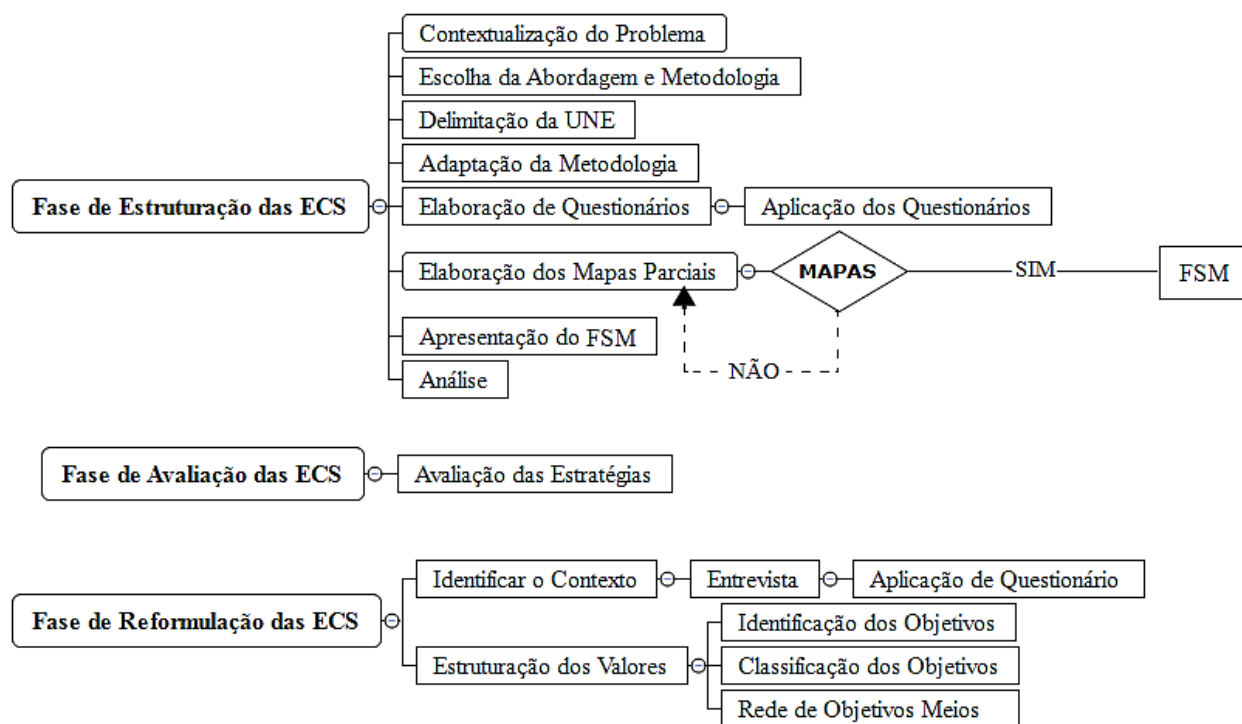 Contextualização do Problema
Escolha da Abordagem e Metodologia
Delimitação da UNE
Adaptação da Metodologia
Fase de Estruturação das ECS
Elaboração de Questionários
Aplicação dos Questionários
Elaboração dos Mapas Parciais
MAPAS
SIM
FSM
Apresentação do FSM
NÃO
Análise
Fase de Avaliação das ECS
Avaliação das Estratégias
Identificar o Contexto
Entrevista
Aplicação de Questionário
Fase de Reformulação das ECS
Identificação dos Objetivos
Estruturação dos Valores
Classificação dos Objetivos
Rede de Objetivos Meios